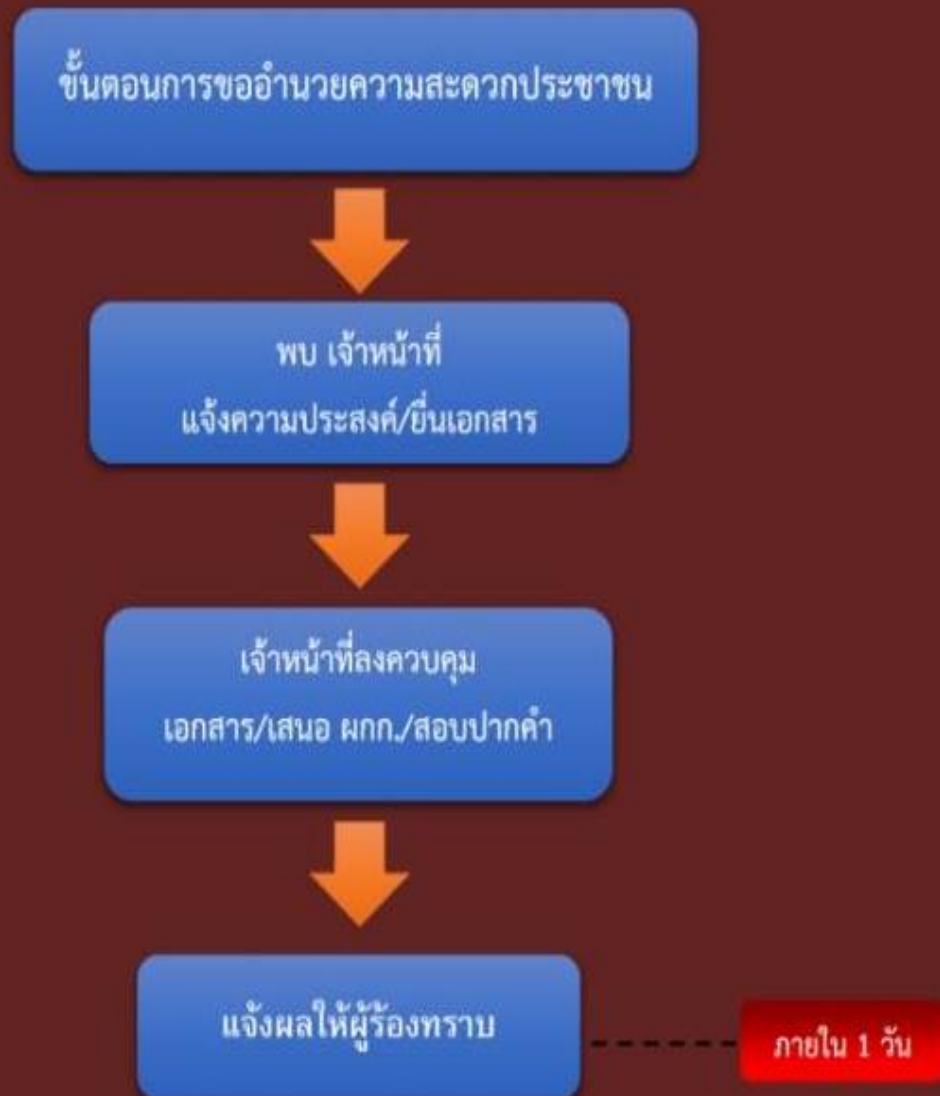 ขั้นตอนการขออำนวยความสะดวกประชาชน
พบ เจ้าหน้าที่
แจ้งความประสงค์/ยื่นเอกสาร
เจ้าหน้าที่ลงควบคุม
เอกสาร/เสนอ ผกก./สอบปากคำ
แจ้งผลให้ผู้ร้องทราบ
ภายใน 1 วัน